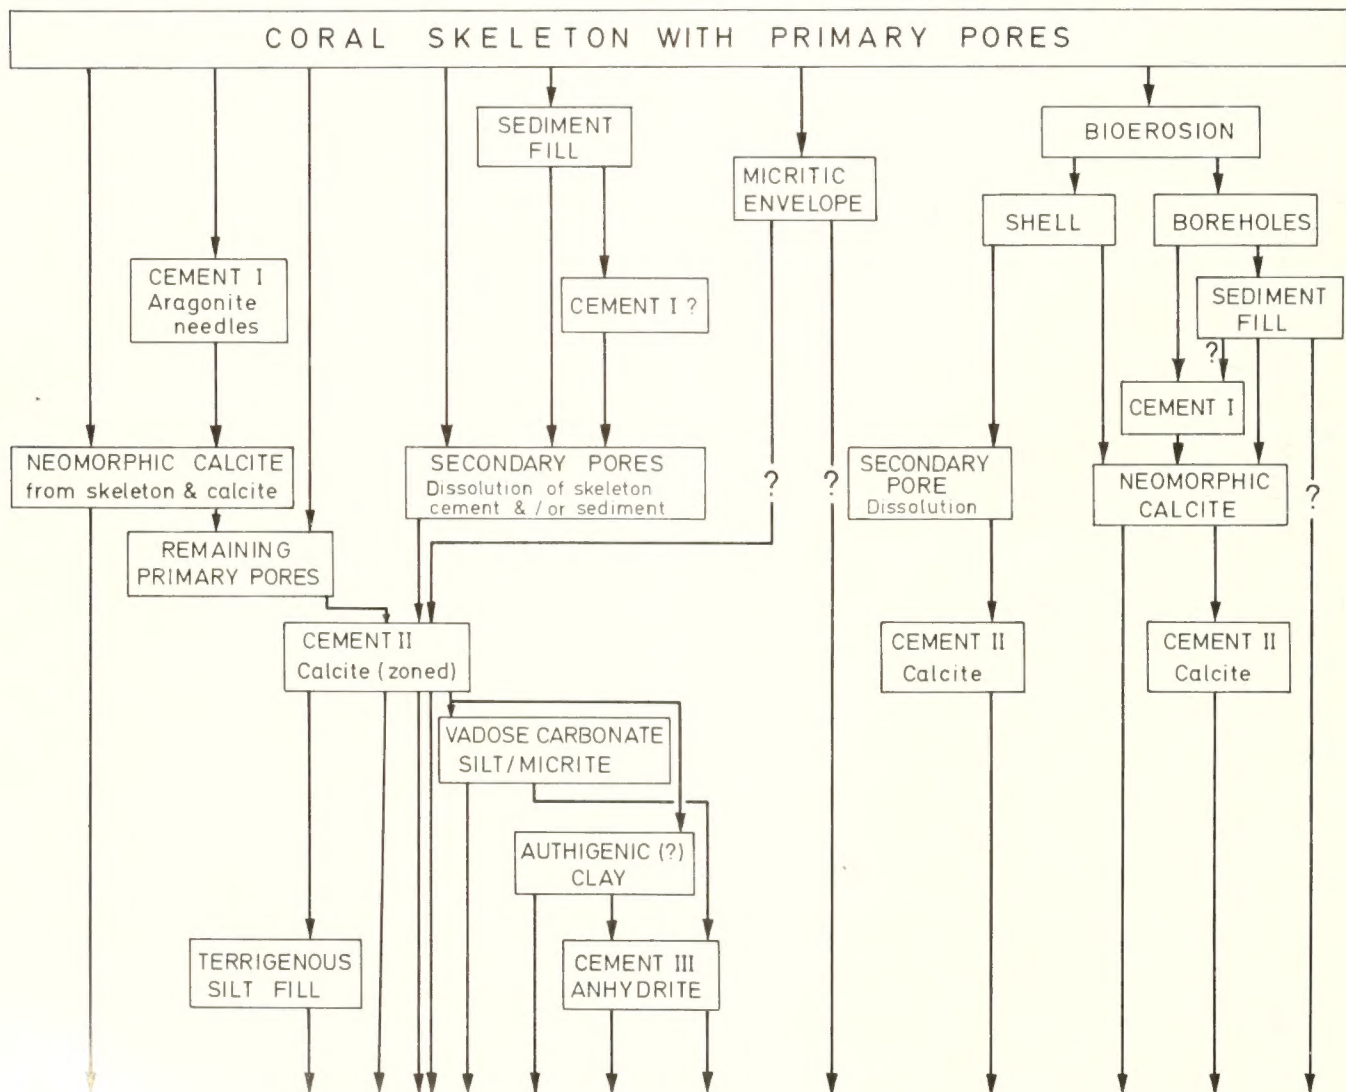 CORAL SKELETON WITH PRIMARY PORES
SEDIMENT
FILL
BIOEROSION
MICRITIC
ENVELOPE
SHELL
BOREHOLES
CEMENT I
Aragonite
needles
CEMENT I ?
SEDIMENT
FILL
?
CEMENT I
NEOMORPHIC CALCITE
from skeleton & calcite
SECONDARY PORES
Dissolution of skeleton
cement & / or sediment
?
?
SECONDARY
PORE
Dissolution
NEOMORPHIC
CALCITE
?
REMAINING
PRIMARY PORES
CEMENT II
Calcite (zoned)
CEMENT II
Calcite
CEMENT II
Calcite
VADOSE CARBONATE
SILT/MICRITE
AUTHIGENIC (?)
CLAY
TERRIGENOUS
SILT FILL
CEMENT III
ANHYDRITE